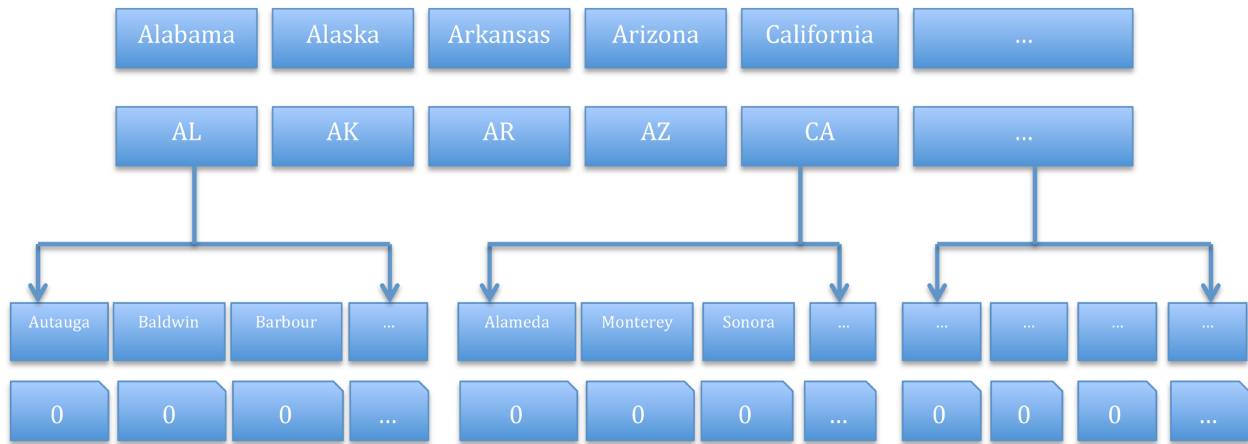 Alabama Alaska Arkansas Arizona California ...
AL AK AR AZ CA ...
Autauga Baldwin Barbour ... Alameda Monterey Sonora ... ... ... ... ...
0 0 0 ... 0 0 0 ... 0 0 0 ...